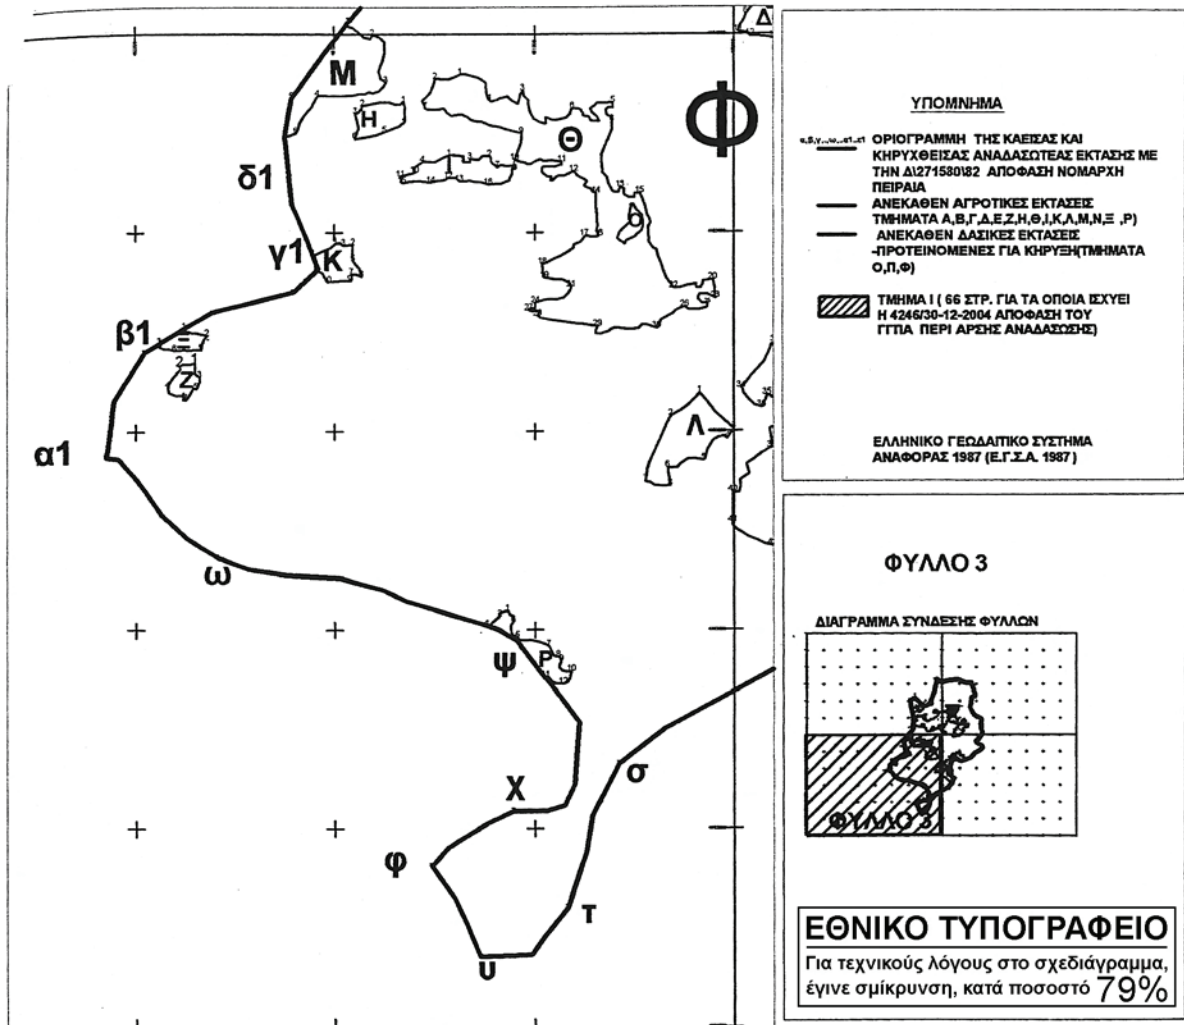 Δ
Μ
Η
Θ
Φ
Ι
δ1
γ1
Κ
β1
Ξ
Ζ
Λ
α1
ω
ψ
Ρ
σ
χ
φ
τ
υ
ΥΠΟΜΝΗΜΑ
ΟΡΙΟΓΡΑΜΜΗ ΤΗΣ ΚΑΕΙΣΑΣ ΚΑΙ
ΚΗΡΥΧΘΕΙΣΑΣ ΑΝΑΔΑΣΩΤΕΑΣ ΕΚΤΑΣΗΣ ΜΕ
ΤΗΝ Δ\271580\82 ΑΠΟΦΑΣΗ ΝΟΜΑΡΧΗ
ΠΕΙΡΑΙΑ
ΑΝΕΚΑΘΕΝ ΑΓΡΟΤΙΚΕΣ ΕΚΤΑΣΕΙΣ
ΤΜΗΜΑΤΑ Α,Β,Γ,Δ,Ε,Ζ,Η,Θ,Ι,Κ,Λ,Μ,Ν,Ξ ,Ρ)
ΑΝΕΚΑΘΕΝ ΔΑΣΙΚΕΣ ΕΚΤΑΣΕΙΣ
-ΠΡΟΤΕΙΝΟΜΕΝΕΣ ΓΙΑ ΚΗΡΥΞΗ(ΤΜΗΜΑΤΑ
Ο,Π,Φ)
ΤΜΗΜΑ Ι ( 66 ΣΤΡ. ΓΙΑ ΤΑ ΟΠΟΙΑ ΙΣΧΥΕΙ
Η 4246/30-12-2004 ΑΠΟΦΑΣΗ ΤΟΥ
ΓΓΠΑ ΠΕΡΙ ΑΡΣΗΣ ΑΝΑΔΑΣΩΣΗΣ)
ΕΛΛΗΝΙΚΟ ΓΕΩΔΑΙΤΙΚΟ ΣΥΣΤΗΜΑ
ΑΝΑΦΟΡΑΣ 1987 (Ε.Γ.Σ.Α. 1987 )
ΦΥΛΛΟ 3
ΔΙΑΓΡΑΜΜΑ ΣΥΝΔΕΣΗΣ ΦΥΛΛΩΝ
ΦΥΛΛΟ 3
ΕΘΝΙΚΟ ΤΥΠΟΓΡΑΦΕΙΟ
Για τεχνικούς λόγους στο σχεδιάγραμμα,
έγινε σμίκρυνση, κατά ποσοστό 79%